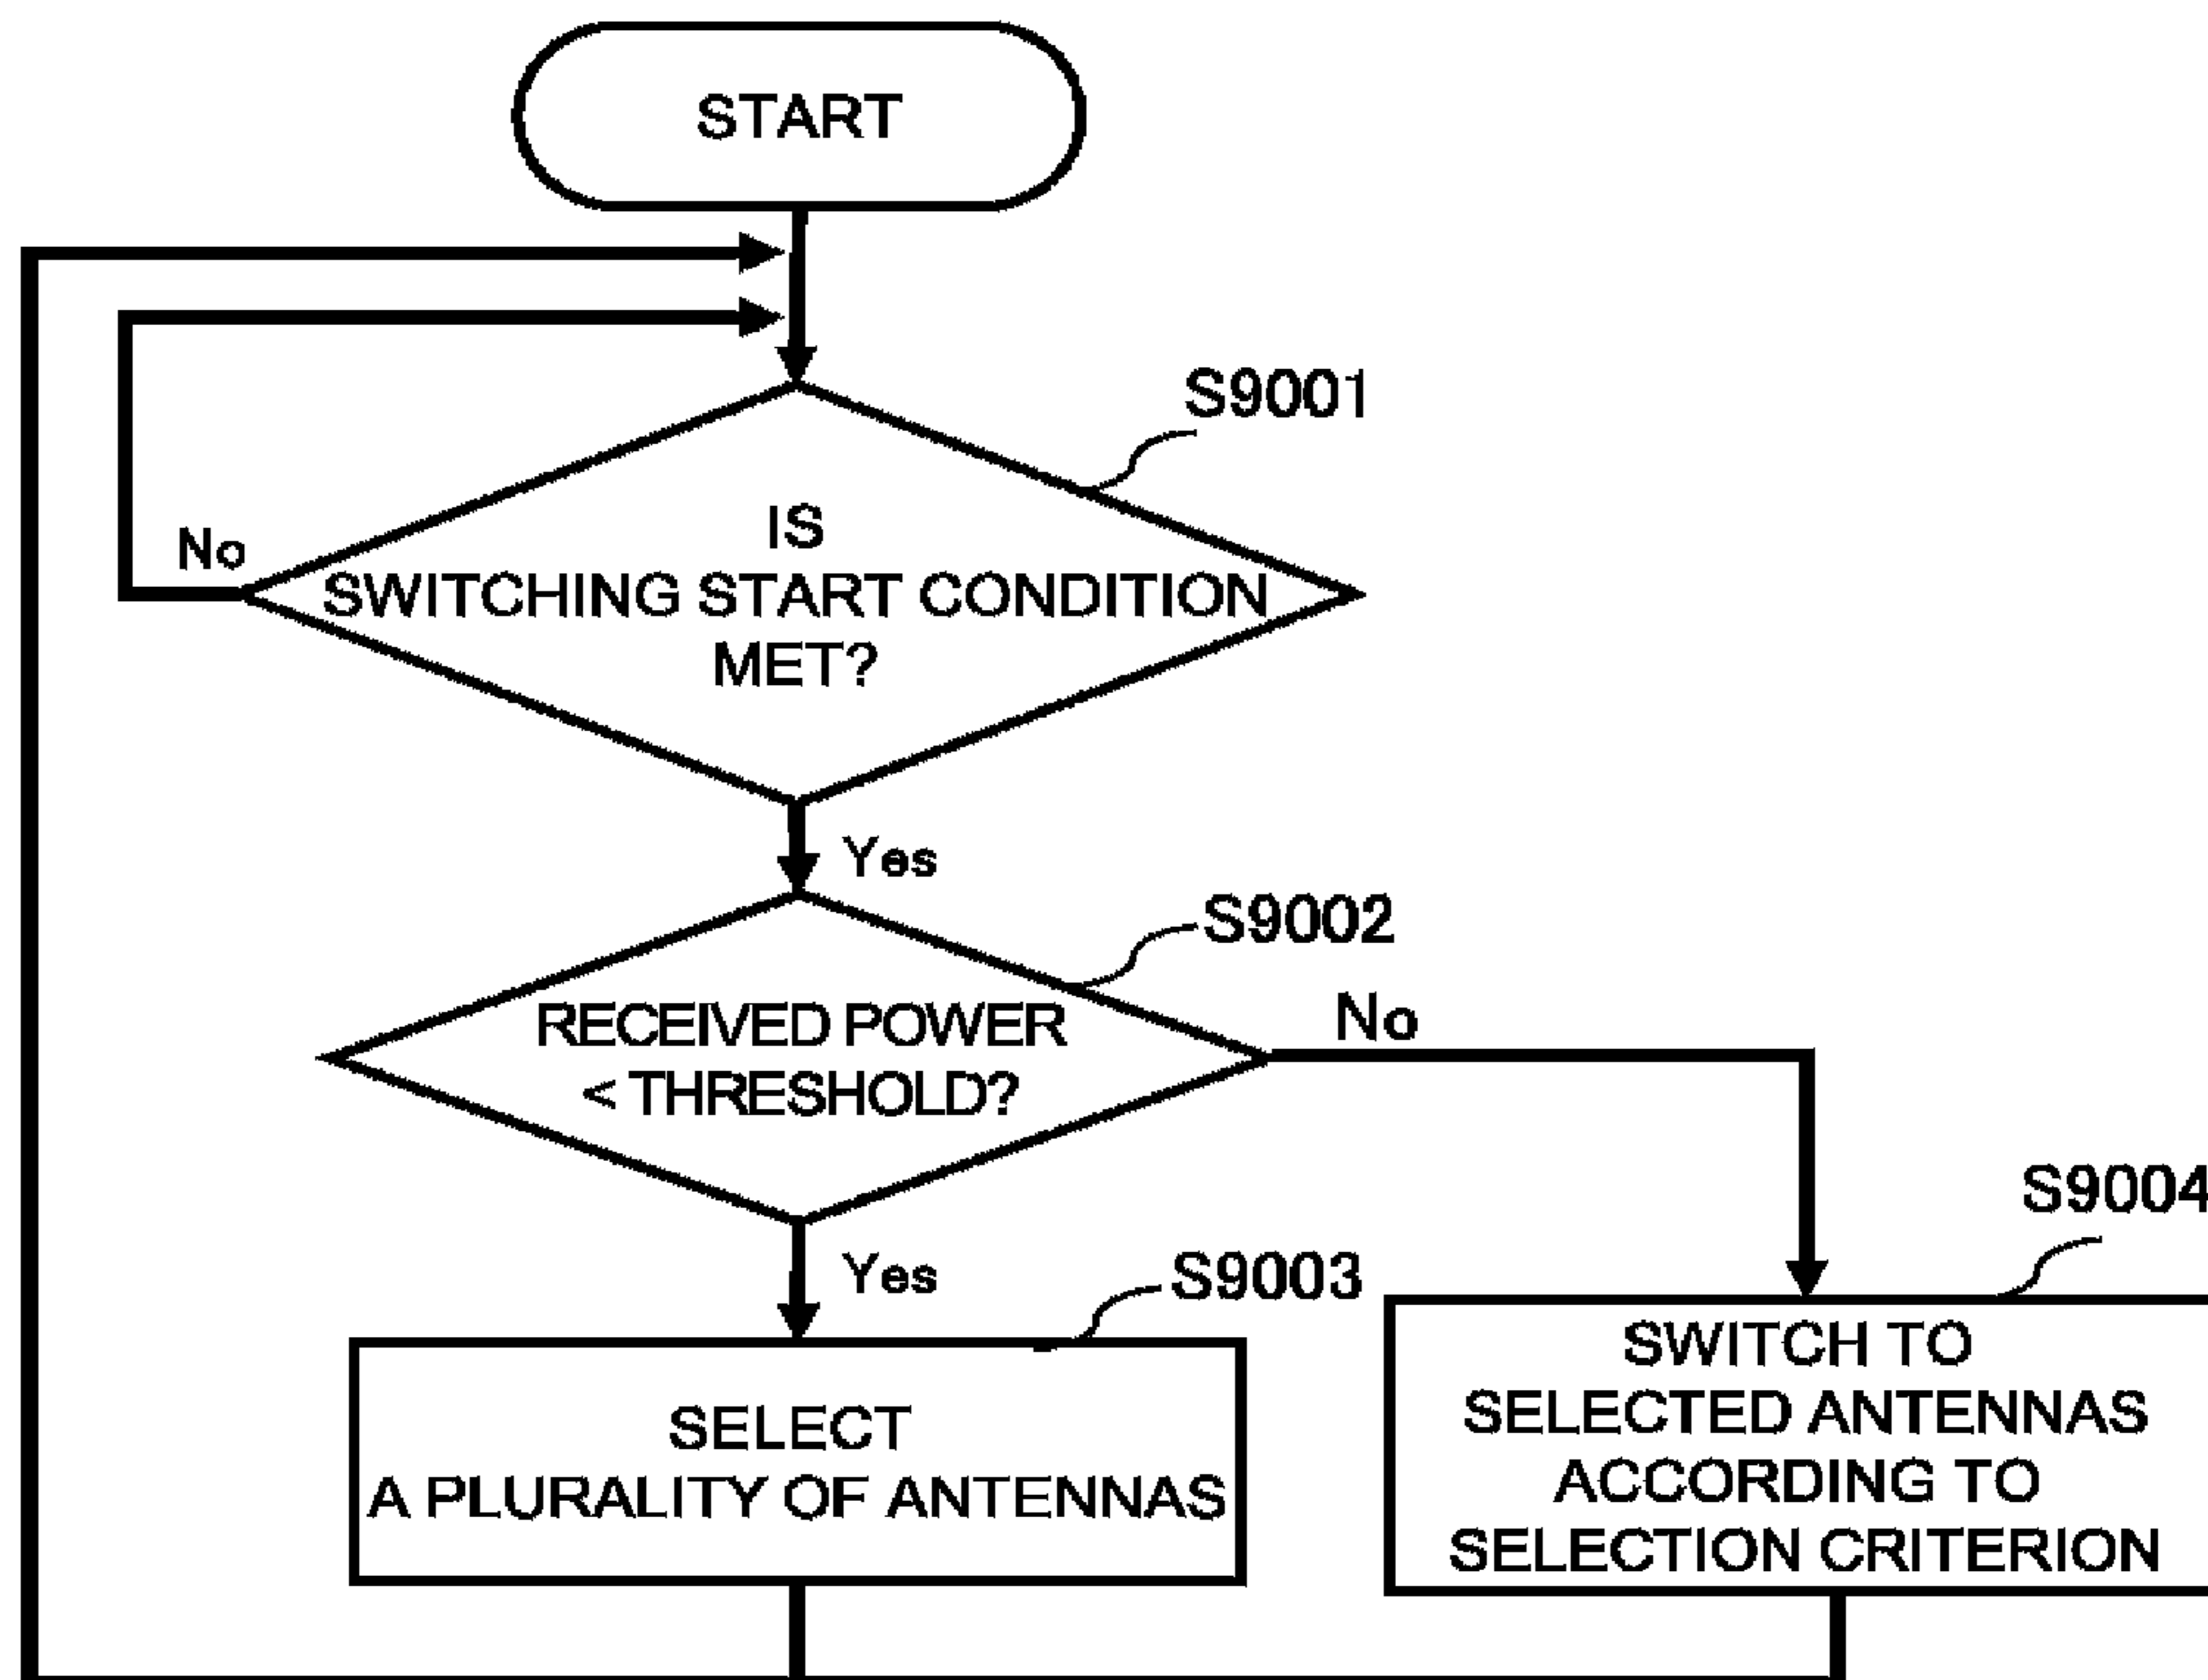 START
S9001
IS
SWITCHING START CONDITION
MET?
No
Yes
S9002
RECEIVED POWER
< THRESHOLD?
No
Yes
S9003
SELECT
A PLURALITY OF ANTENNAS
S9004
SWITCH TO
SELECTED ANTENNAS
ACCORDING TO
SELECTION CRITERION